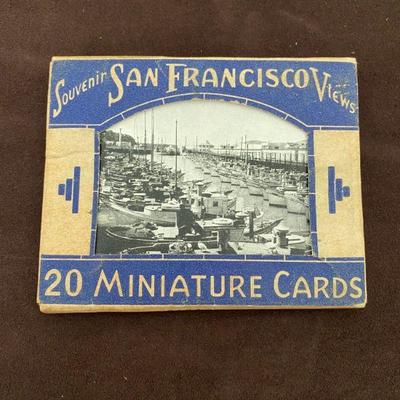 Souvenir SAN FRANCISCO VIEWS
20 MINIATURE CARDS